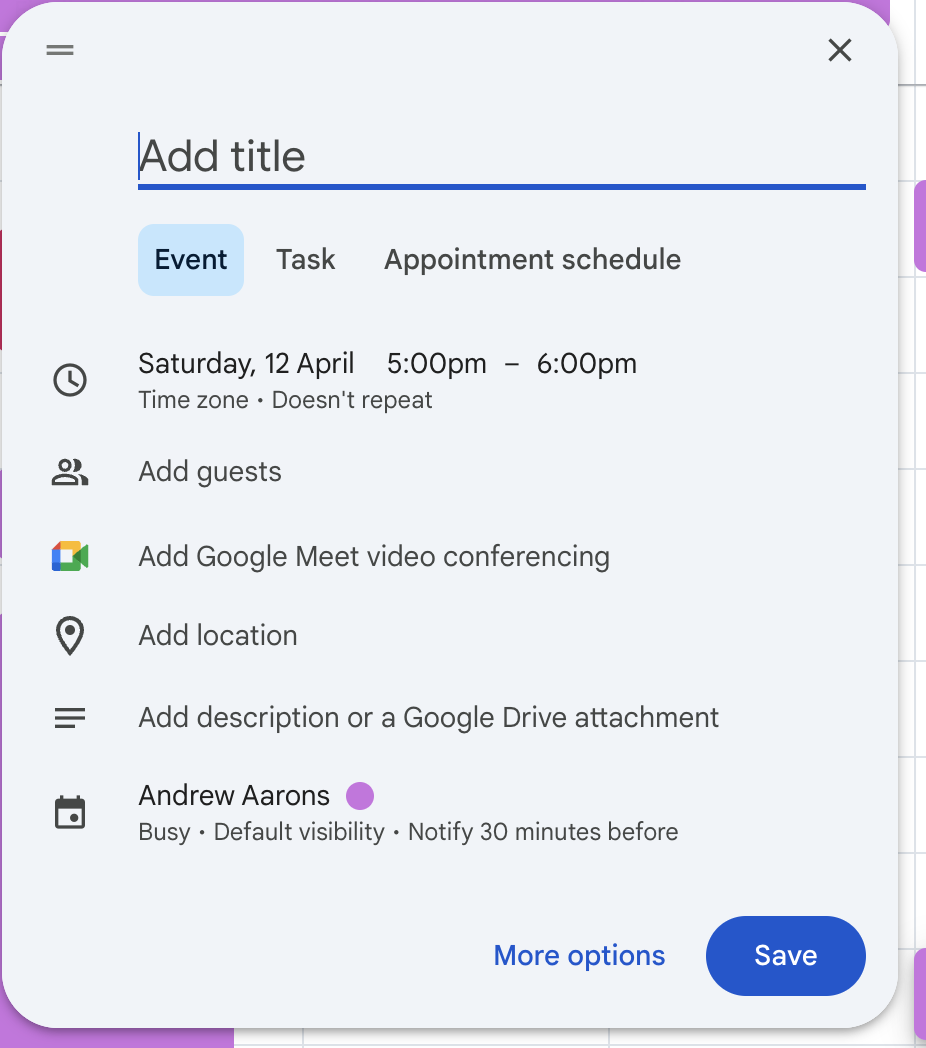 Add title
Event Task Appointment schedule
Saturday, 12 April 5:00pm – 6:00pm
Time zone • Doesn't repeat
Add guests
Add Google Meet video conferencing
Add location
Add description or a Google Drive attachment
Andrew Aarons
Busy • Default visibility • Notify 30 minutes before
More options Save